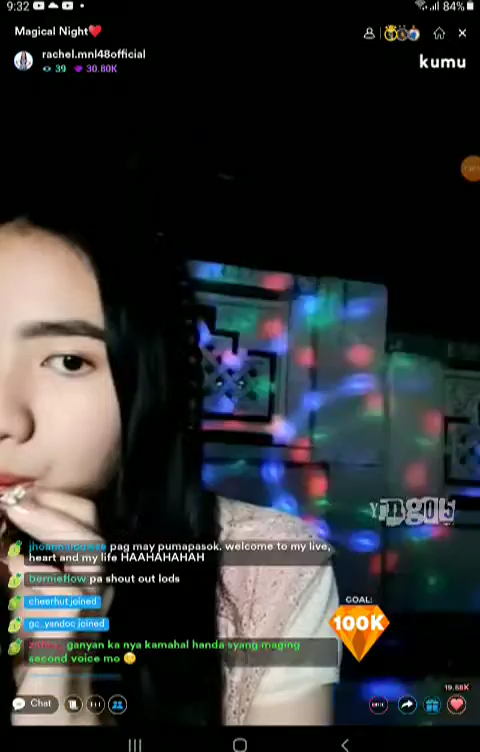 9:32
84%
Magical Night❤️
rachel.mnl48official
39 30.80K
kumu
pag may pumapasok. welcome to my live,
heart and my life HAAHAHAHAH
bernieflow pa shout out lods
cheerhut joined
gc_yandoc joined
ganyan ka nya kamahal handa syang maging
second voice mo
GOAL:
100K
19.68K
Chat